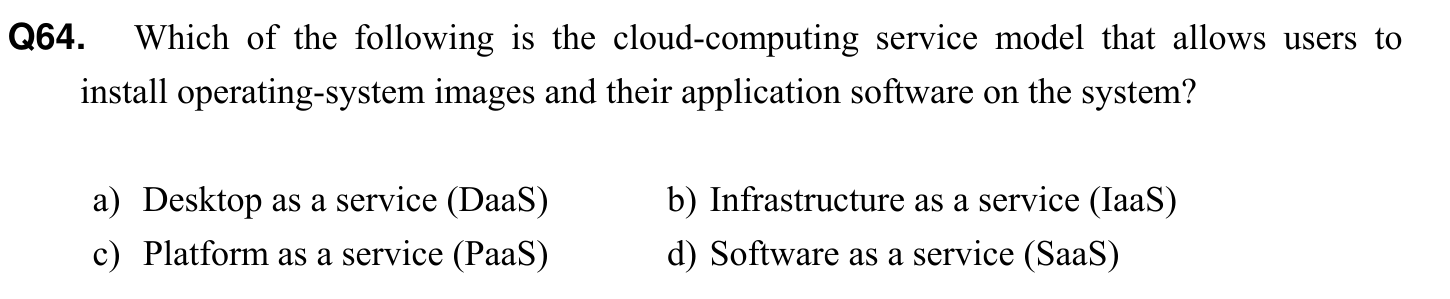 Q64. Which of the following is the cloud-computing service model that allows users to
install operating-system images and their application software on the system?
a) Desktop as a service (DaaS) b) Infrastructure as a service (IaaS)
c) Platform as a service (PaaS) d) Software as a service (SaaS)